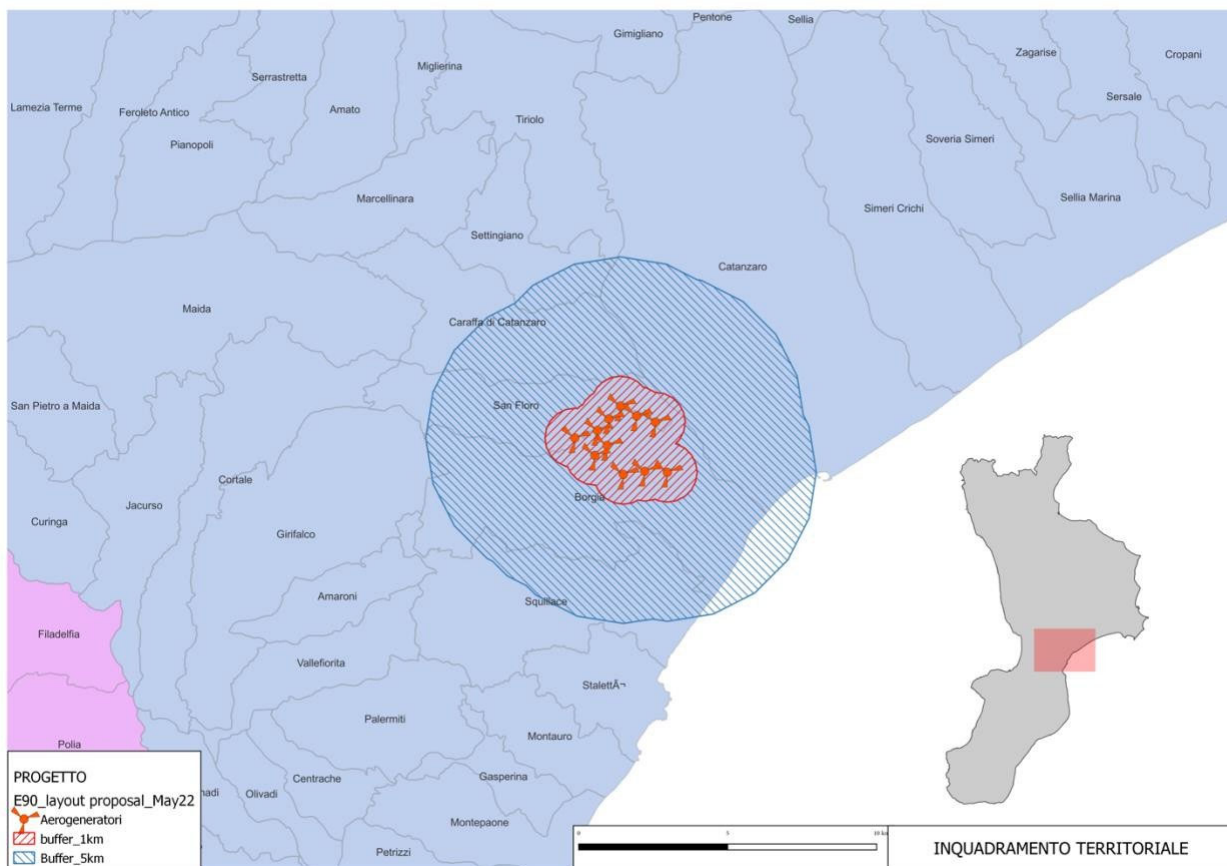 Pentone
Sellia
Gimigliano
Zagarise
Cropani
Miglierina
Serrastretta
Sersale
Lamezia Terme
Feroleto Antico
Amato
Tiriolo
Soveria Simeri
Pianopoli
Marcellinara
Sellia Marina
Simeri Crichi
Settingiano
Catanzaro
Maida
Caraffa di Catanzaro
San Pietro a Maida
San Floro
Cortale
Borgia
Jacurso
Curinga
Girifalco
Amaroni
Squillace
Filadelfia
Vallefiorita
StalettÃ¬
Palermiti
Montauro
Polia
Centrache
Gasperina
Olivadi
Montepaone
Petrizzi
PROGETTO
E90_layout proposal_May22
Aerogeneratori
buffer_1km
Buffer_5km
0 5 10
INQUADRAMENTO TERRITORIALE